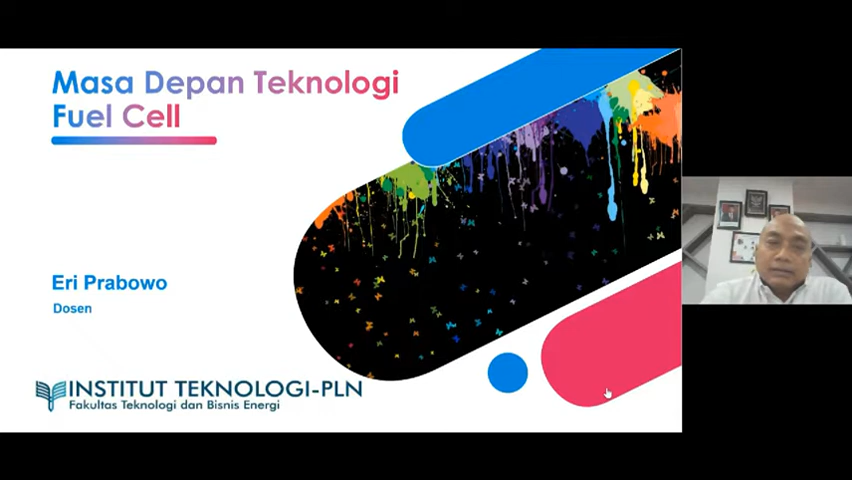 Masa Depan Teknologi
Fuel Cell
Eri Prabowo
Dosen
INSTITUT TEKNOLOGI-PLN
Fakultas Teknologi dan Bisnis Energi